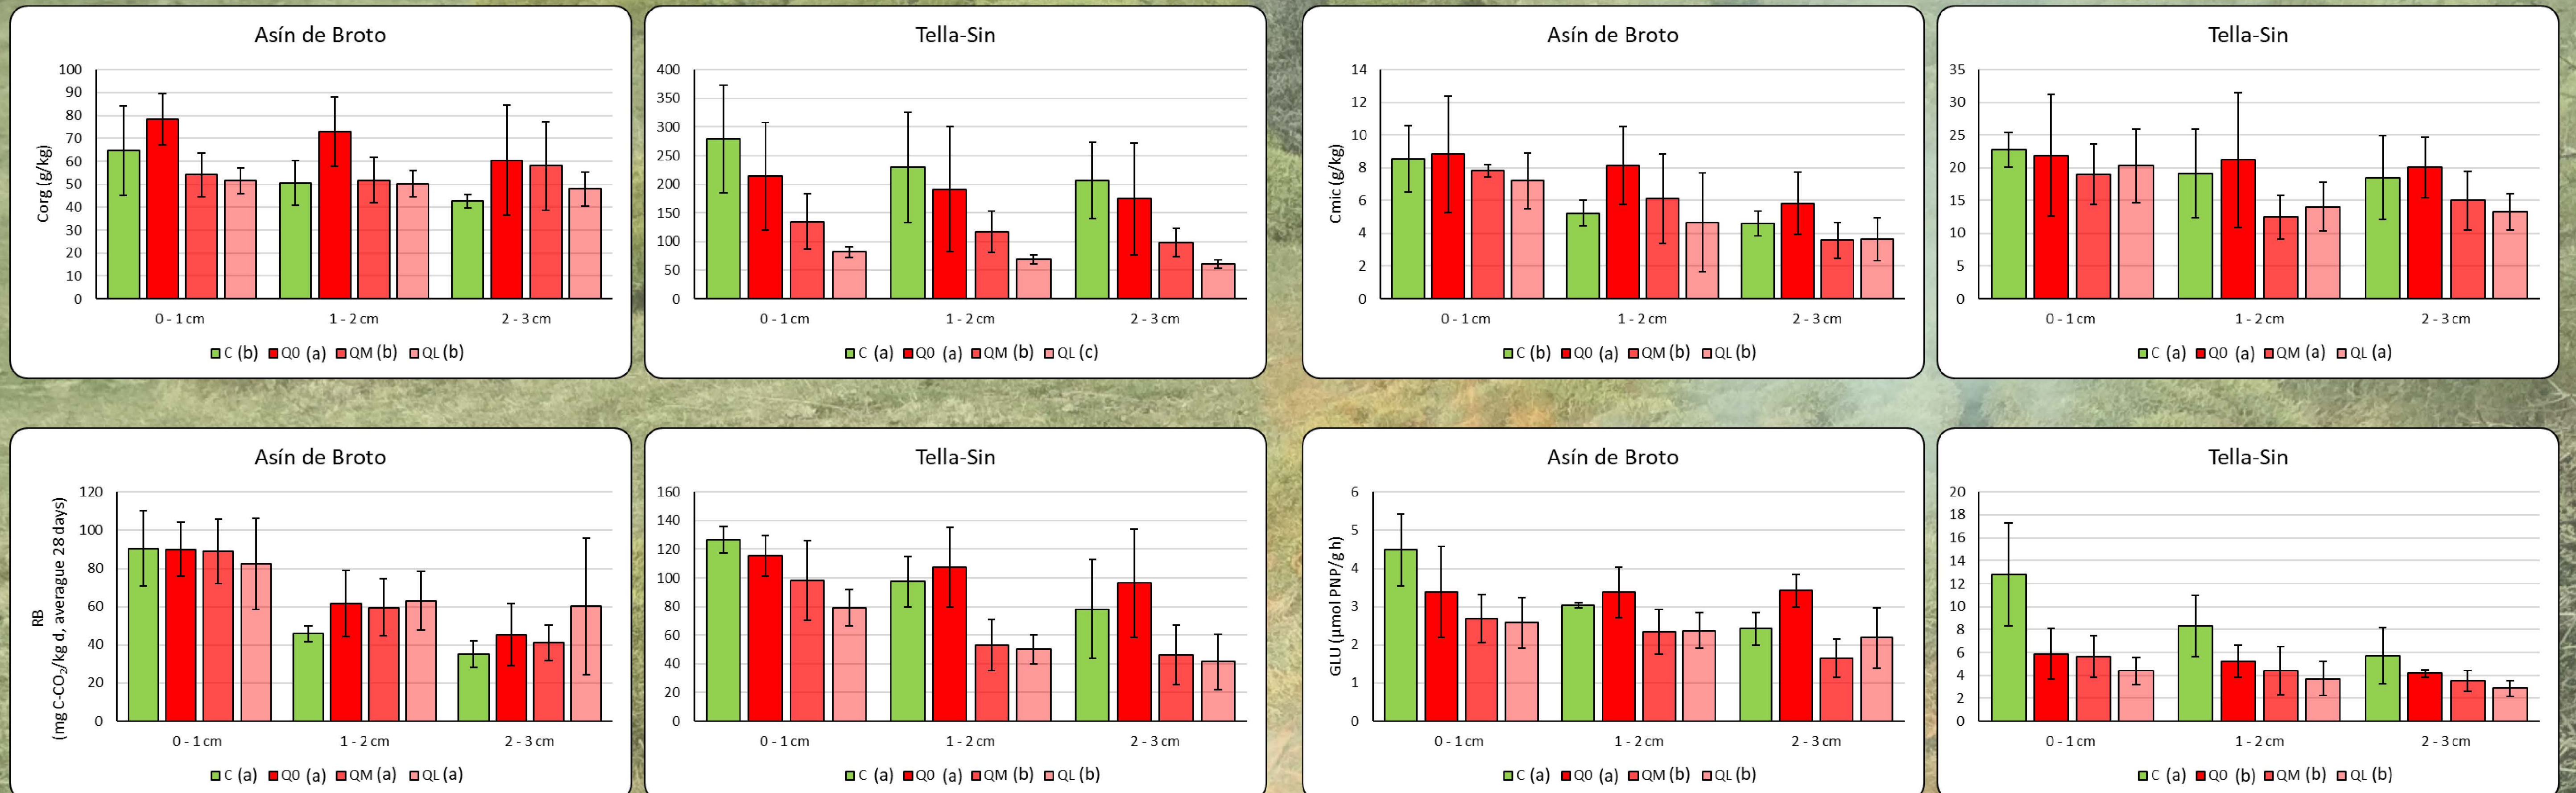 Asín de Broto
Corg (g/kg)
100
90
80
70
60
50
40
30
20
10
0
0 - 1 cm 1 - 2 cm 2 - 3 cm
C (b) Q0 (a) QM (b) QL (b)
Tella-Sin
400
350
300
250
200
150
100
50
0
0 - 1 cm 1 - 2 cm 2 - 3 cm
C (a) Q0 (a) QM (b) QL (c)
Asín de Broto
Cmic (g/kg)
14
12
10
8
6
4
2
0
0 - 1 cm 1 - 2 cm 2 - 3 cm
C (b) Q0 (a) QM (b) QL (b)
Tella-Sin
35
30
25
20
15
10
5
0
0 - 1 cm 1 - 2 cm 2 - 3 cm
C (a) Q0 (a) QM (a) QL (a)
Asín de Broto
RB
(mg C-CO₂/kg d, averague 28 days)
120
100
80
60
40
20
0
0 - 1 cm 1 - 2 cm 2 - 3 cm
C (a) Q0 (a) QM (a) QL (a)
Tella-Sin
160
140
120
100
80
60
40
20
0
0 - 1 cm 1 - 2 cm 2 - 3 cm
C (a) Q0 (a) QM (b) QL (b)
Asín de Broto
GLU (µmol PNP/g h)
6
5
4
3
2
1
0
0 - 1 cm 1 - 2 cm 2 - 3 cm
C (a) Q0 (a) QM (b) QL (b)
Tella-Sin
20
18
16
14
12
10
8
6
4
2
0
0 - 1 cm 1 - 2 cm 2 - 3 cm
C (a) Q0 (b) QM (b) QL (b)